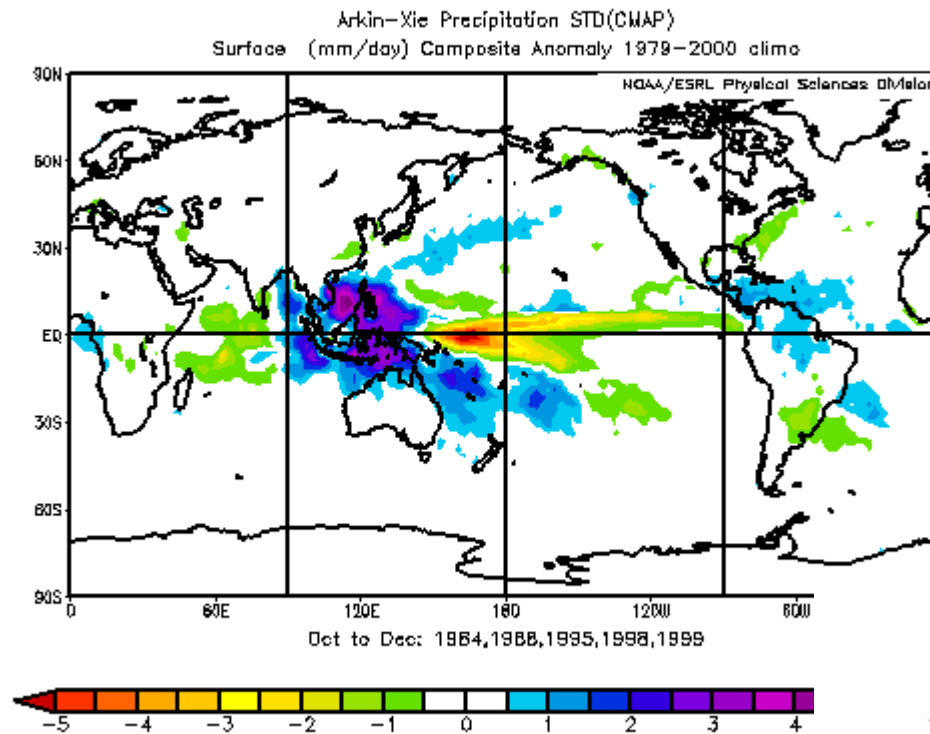 Arkin-Xie Precipitation STD(CMAP)
Surface (mm/day) Composite Anomaly 1979-2000 climo
NOAA/ESRL Physical Sciences Division
90N
60N
30N
EQ
30S
60S
90S
0 60E 120E 180 120W 60W
Oct to Dec: 1984,1988,1995,1998,1999
-5 -4 -3 -2 -1 0 1 2 3 4